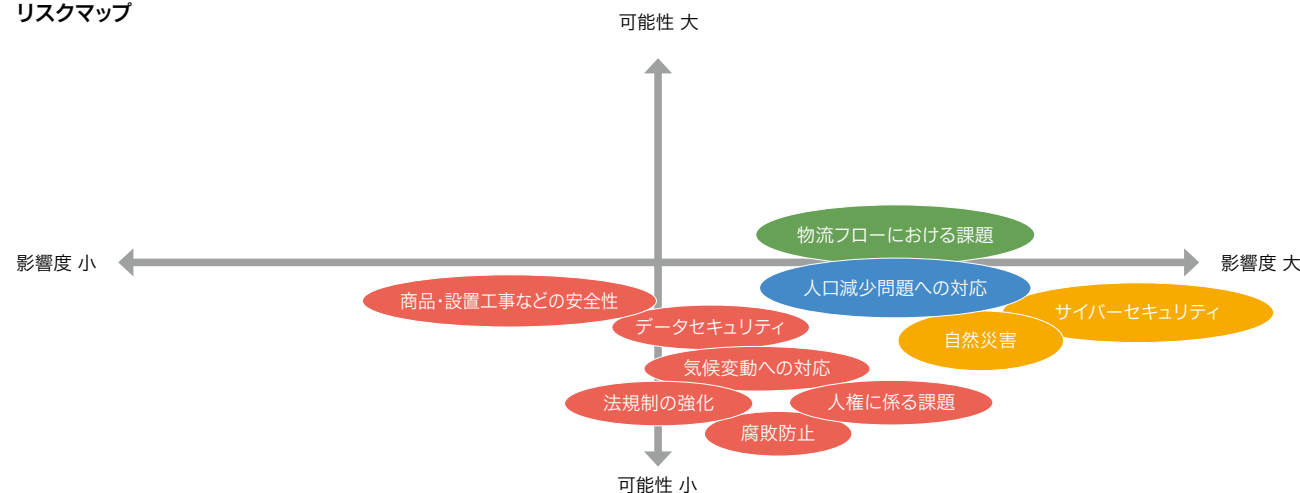 リスクマップ
可能性 大
物流フローにおける課題
影響度 小
影響度 大
人口減少問題への対応
商品・設置工事などの安全性
サイバーセキュリティ
データセキュリティ
自然災害
気候変動への対応
法規制の強化
人権に係る課題
腐敗防止
可能性 小